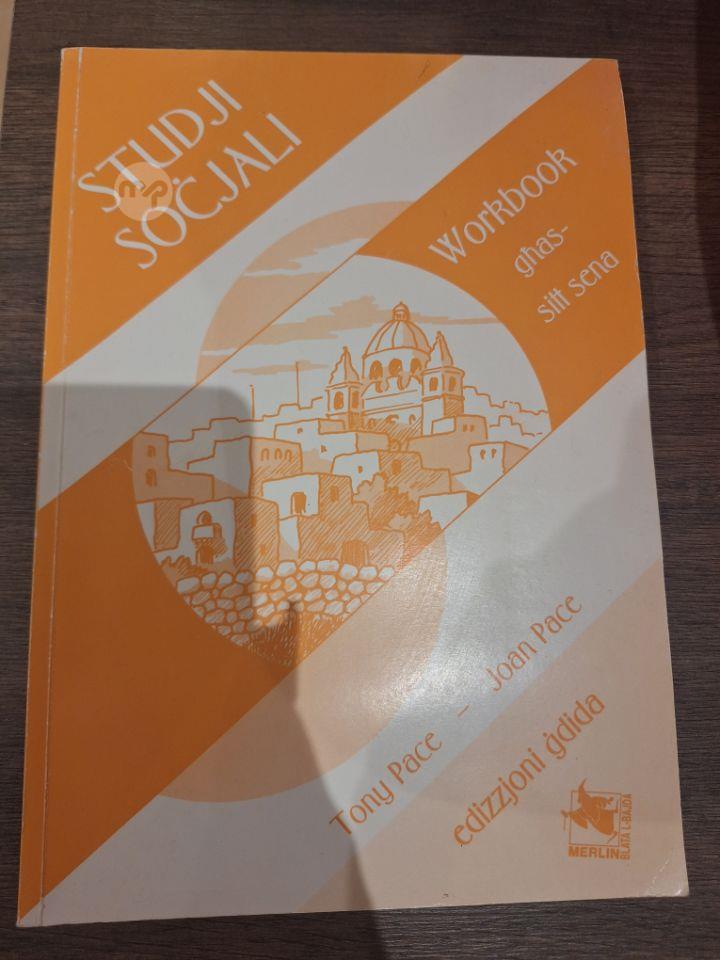 STUDJI
SOĊJALI
Workbook
għas-
sitt sena
Tony Pace – Joan Pace
edizzjoni ġdida
MERLIN
BLATA L-BAJDA